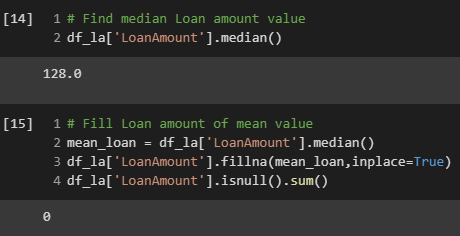 [14] 1 # Find median Loan amount value
2 df_la['LoanAmount'].median()
128.0
[15] 1 # Fill Loan amount of mean value
2 mean_loan = df_la['LoanAmount'].median()
3 df_la['LoanAmount'].fillna(mean_loan,inplace=True)
4 df_la['LoanAmount'].isnull().sum()
0